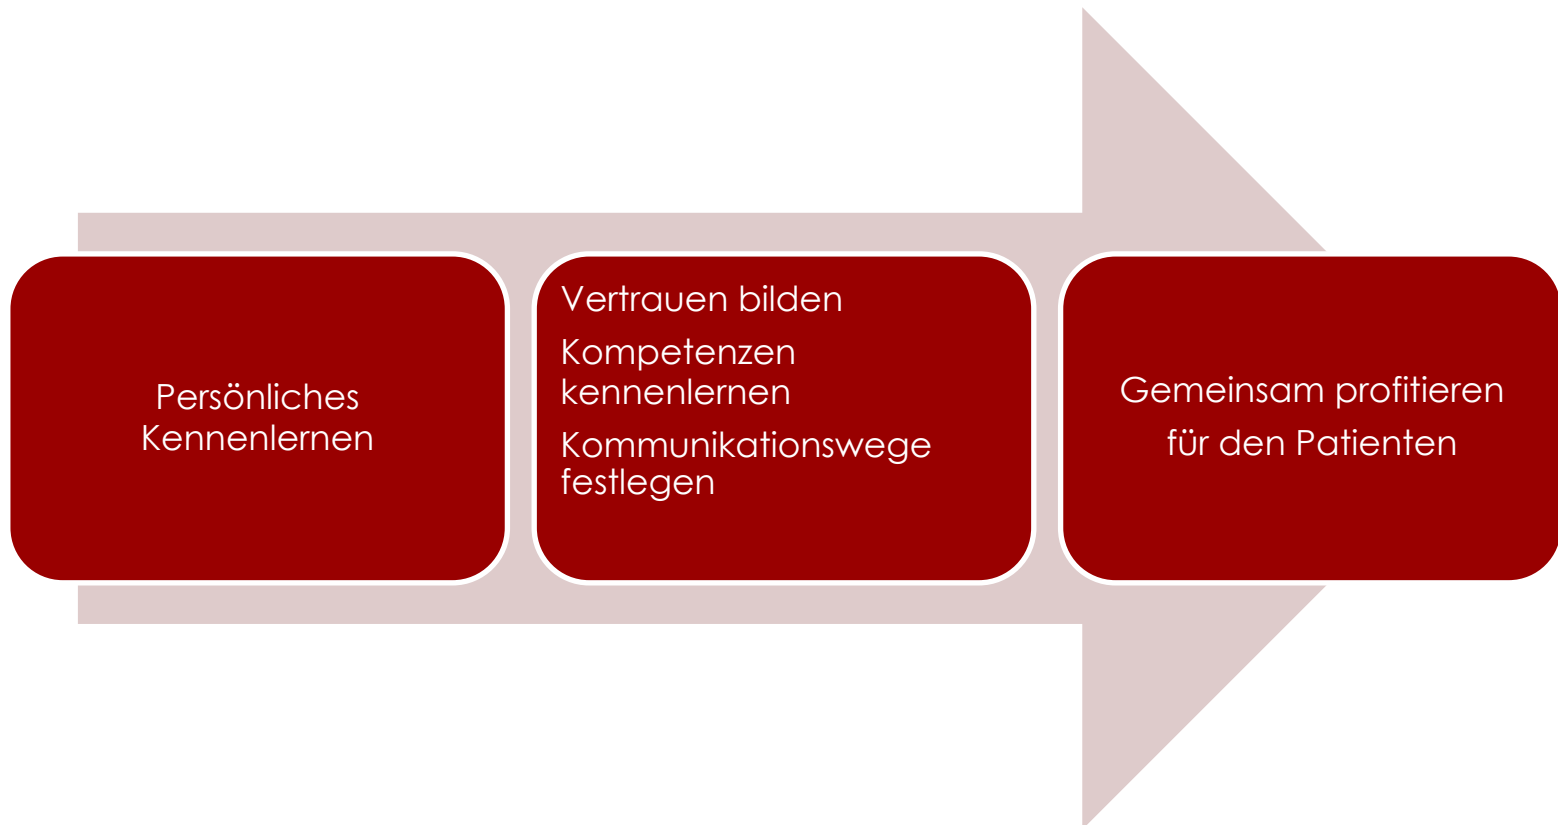 Persönliches
Kennenlernen
Vertrauen bilden
Kompetenzen
kennenlernen
Kommunikationswege
festlegen
Gemeinsam profitieren
für den Patienten